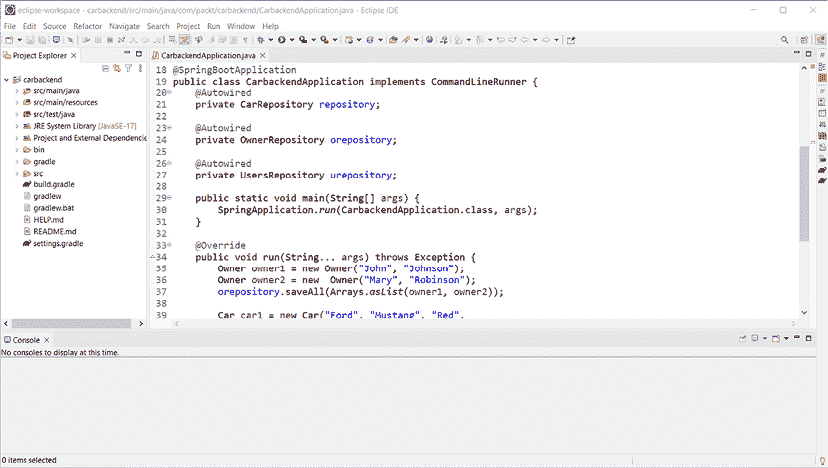 eclipse-workspace - carbackend/src/main/java/com/packt/carbackend/CarbackendApplication.java - Eclipse IDE
File Edit Source Refactor Navigate Search Project Run Window Help
Project Explorer
CarbackendApplication.java
carbackend
src/main/java
src/main/resources
src/test/java
JRE System Library [JavaSE-17]
Project and External Dependencie
bin
gradle
src
build.gradle
gradlew
gradlew.bat
HELP.md
README.md
settings.gradle
18 @SpringBootApplication
19 public class CarbackendApplication implements CommandLineRunner {
20 @Autowired
21 private CarRepository repository;
22
23 @Autowired
24 private OwnerRepository orepository;
25
26 @Autowired
27 private UsersRepository urepository;
28
29 public static void main(String[] args) {
30 SpringApplication.run(CarbackendApplication.class, args);
31 }
32
33 @Override
34 public void run(String... args) throws Exception {
35 Owner owner1 = new Owner("John", "Johnson");
36 Owner owner2 = new Owner("Mary", "Robinson");
37 orepository.saveAll(Arrays.asList(owner1, owner2));
38
39 Car car1 = new Car("Ford", "Mustang", "Red",
Console
No consoles to display at this time.
0 items selected